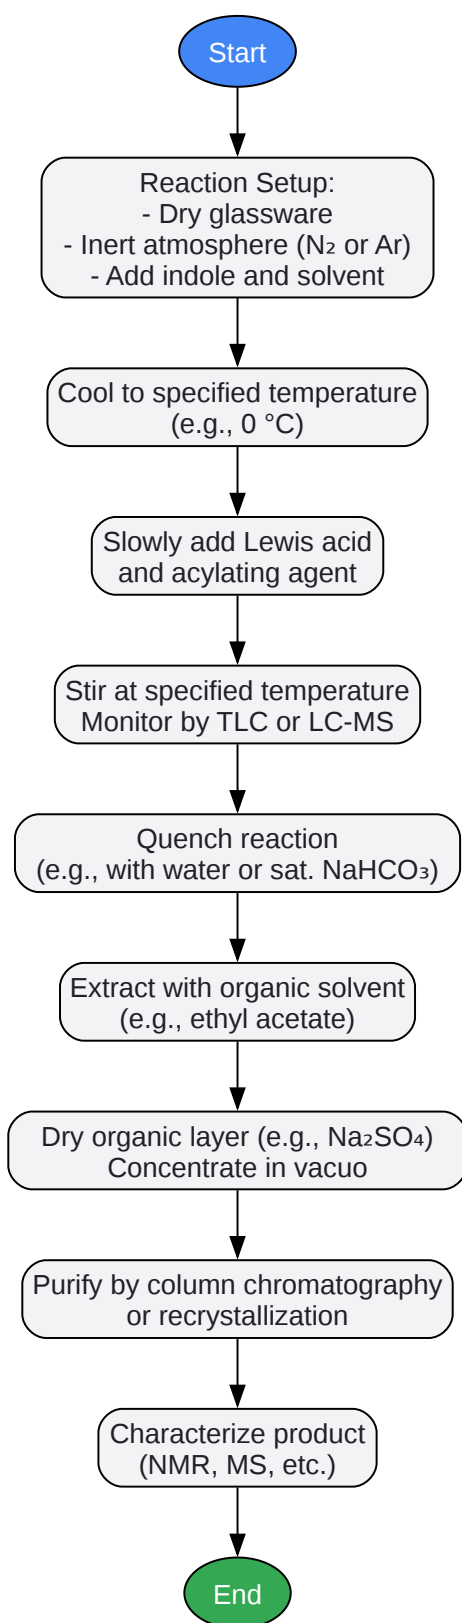 Start
Reaction Setup:
- Dry glassware
- Inert atmosphere (N₂ or Ar)
- Add indole and solvent
Cool to specified temperature
(e.g., 0 °C)
Slowly add Lewis acid
and acylating agent
Stir at specified temperature
Monitor by TLC or LC-MS
Quench reaction
(e.g., with water or sat. NaHCO₃)
Extract with organic solvent
(e.g., ethyl acetate)
Dry organic layer (e.g., Na₂SO₄)
Concentrate in vacuo
Purify by column chromatography
or recrystallization
Characterize product
(NMR, MS, etc.)
End